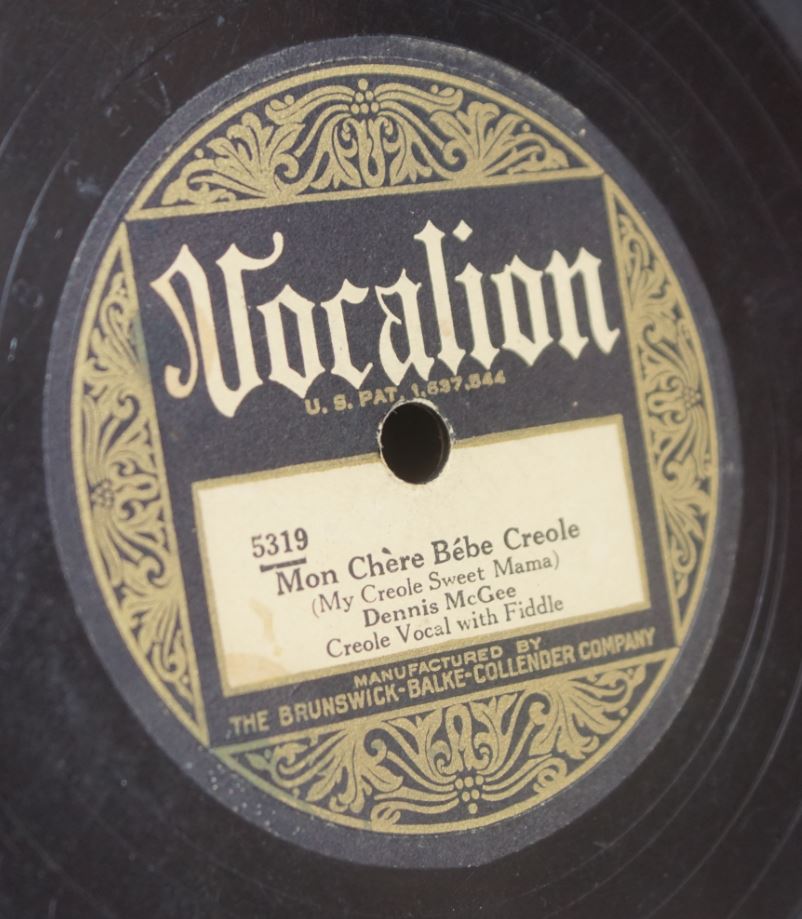 Vocalion
U. S. PAT. 1,637,544
5319
Mon Chère Bébe Creole
(My Creole Sweet Mama)
Dennis McGee
Creole Vocal with Fiddle
MANUFACTURED BY
THE BRUNSWICK-BALKE-COLLENDER COMPANY